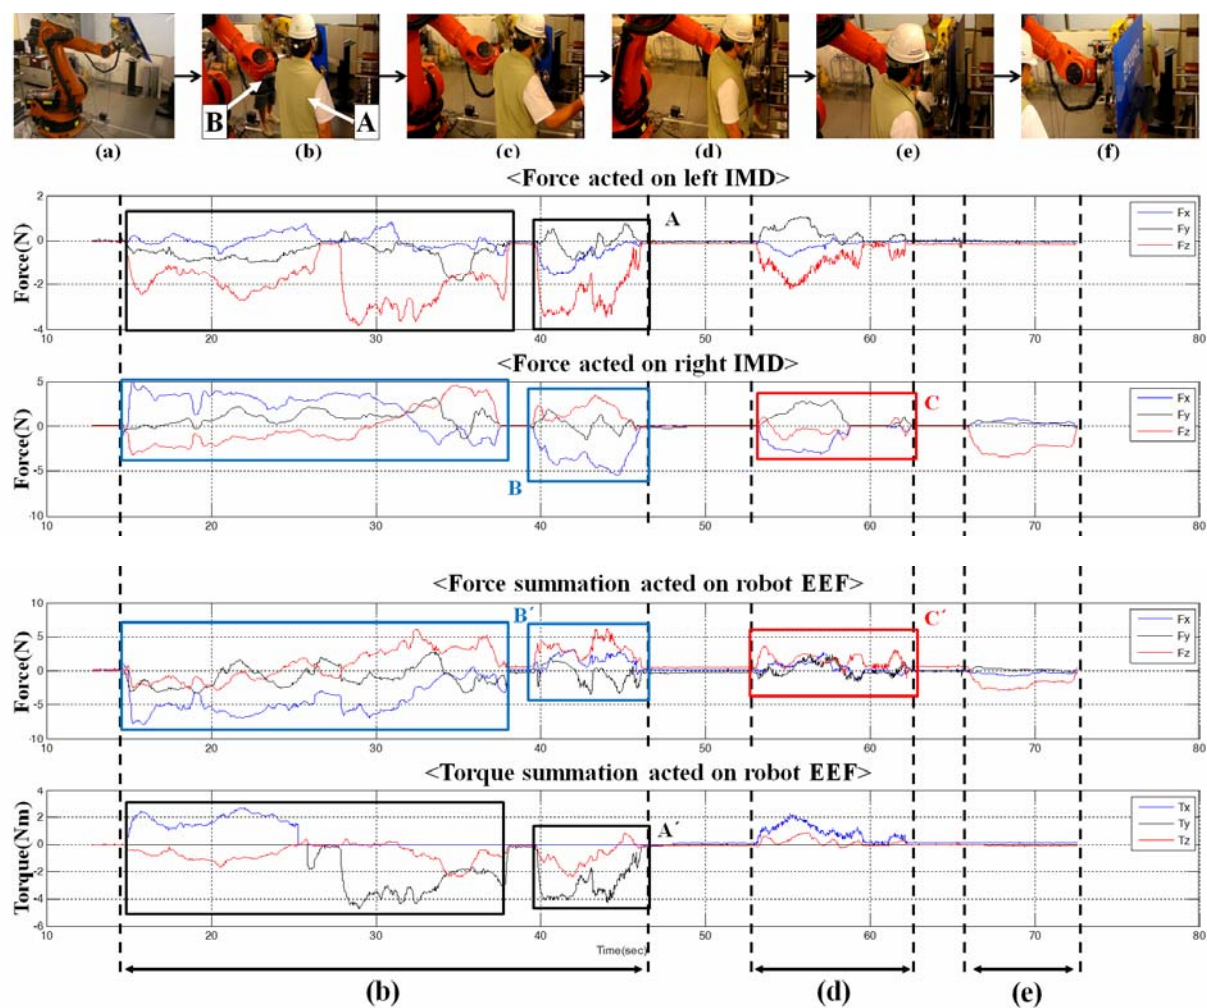 B
A
(a) (b) (c) (d) (e) (f)
<Force acted on left IMD>
Force(N)
2
0
-2
-4
A
Fx
Fy
Fz
10 20 30 40 50 60 70 80
<Force acted on right IMD>
Force(N)
5
0
-5
-10
B
C
Fx
Fy
Fz
10 20 30 40 50 60 70 80
<Force summation acted on robot EEF>
Force(N)
10
5
0
-5
-10
B´
C´
Fx
Fy
Fz
10 20 30 40 50 60 70 80
<Torque summation acted on robot EEF>
Torque(Nm)
4
2
0
-2
-4
-6
A´
Tx
Ty
Tz
10 20 30 40 50 60 70 80
Time(sec)
(b) (d) (e)